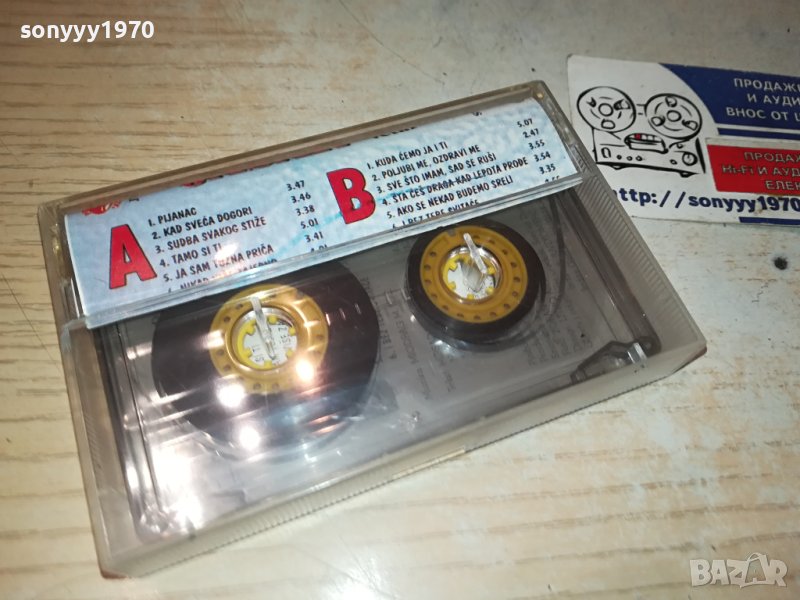 sonyyy1970
A
1. PIJANAC 3.47
2. KAD SVEĆA DOGORI 3.46
3. SUDBA SVAKOG STIŽE 3.38
4. TAMO SI TI 5.01
5. JA SAM TUŽNA PRIČA 3.41
B
1. KUDA ĆEMO JA I TI 5.07
2. POLJUBI ME, OZDRAVI ME 2.47
3. SVE ŠTO IMAM, SAD SE RUŠI 3.55
4. ŠTA ĆEŠ DRAGA KAD LEPOTA PROĐE 3.54
5. AKO SE NEKAD BUDEMO SRELI 3.35
ПРОДАЖБ
И АУДИ
ВНОС ОТ Ц
ПРОДАЖ
Hi-Fi И АУД
ЕЛЕК
http://sonyyy1970
BAZAR